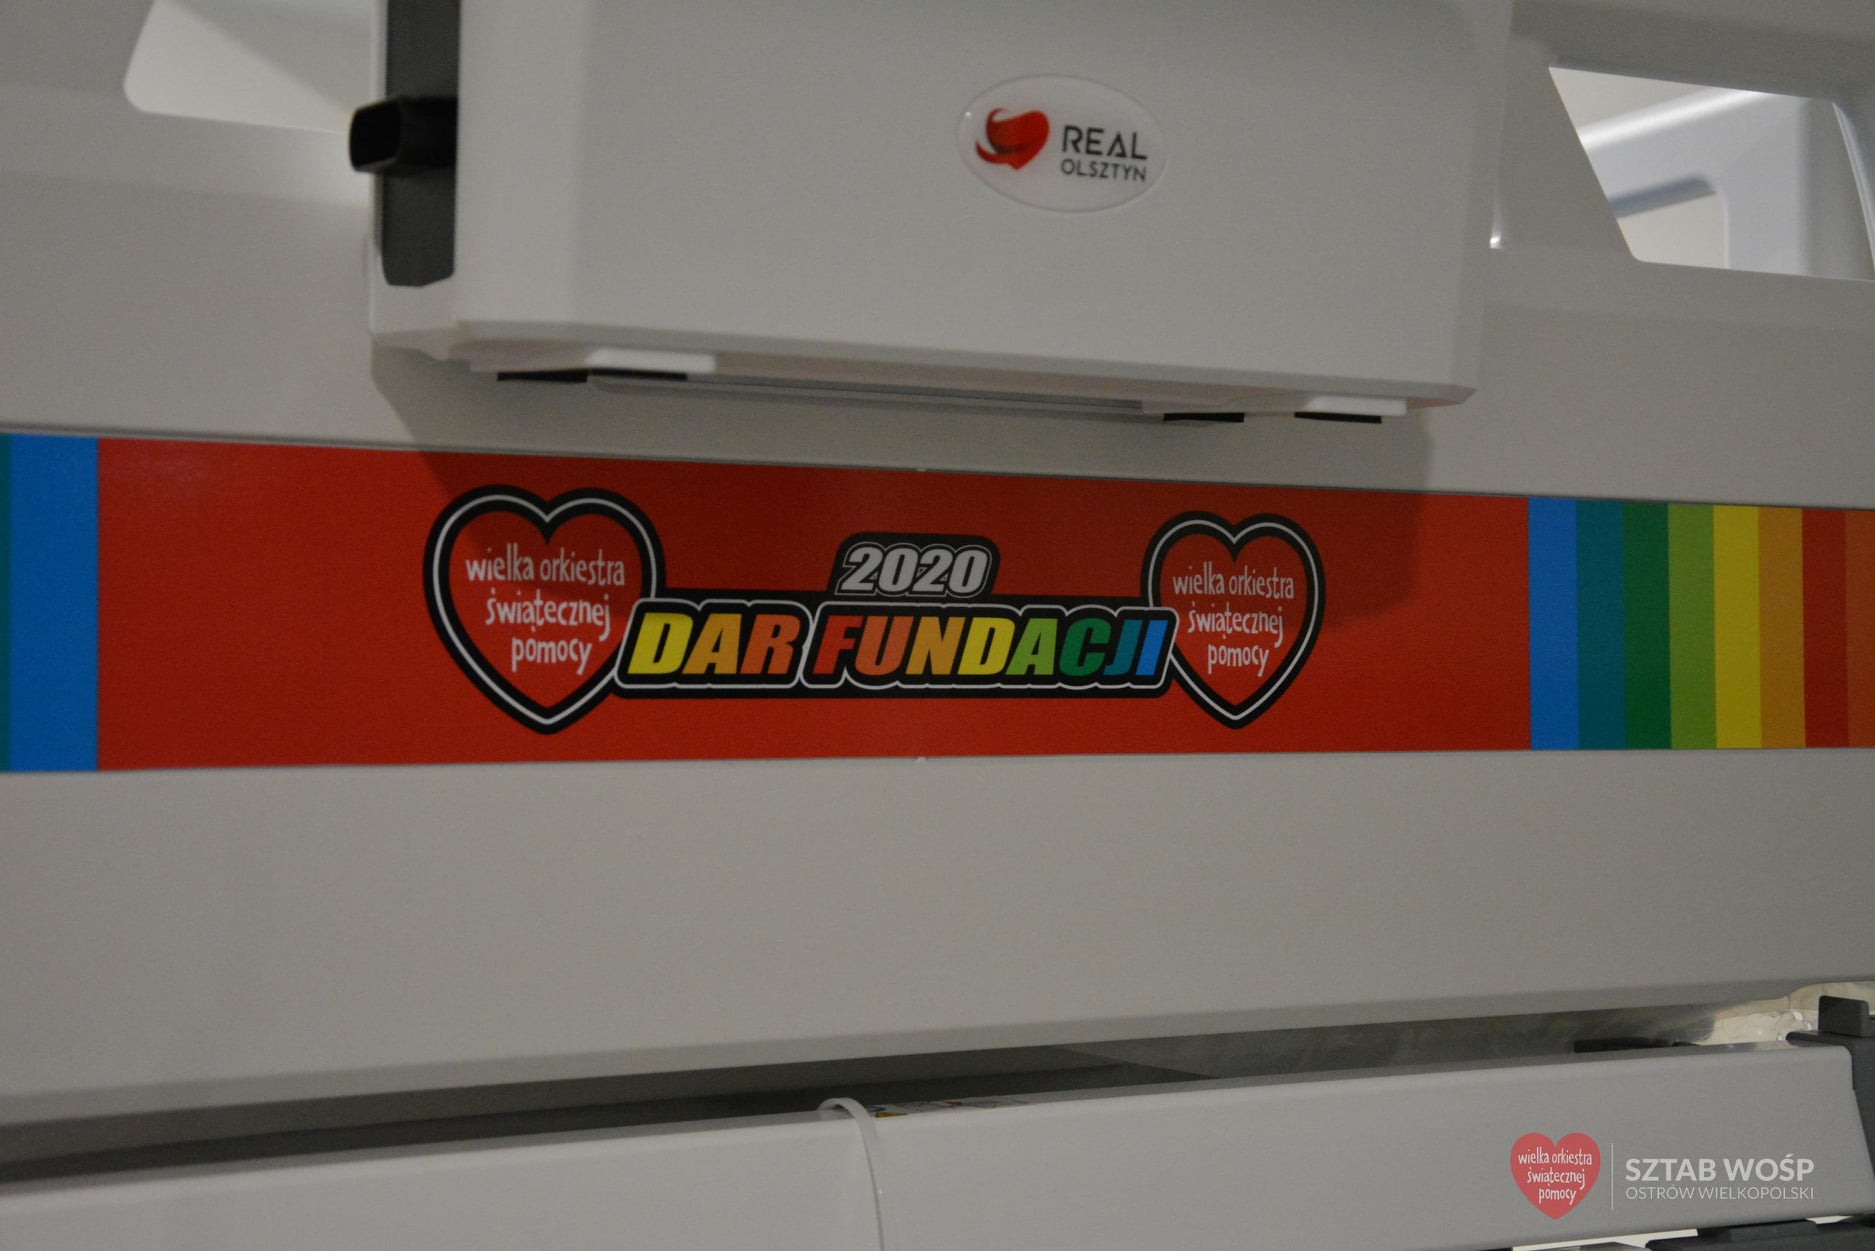 REAL
OLSZTYN
wielka orkiestra
świątecznej
pomocy
2020
DAR FUNDACJI
wielka orkiestra
świątecznej
pomocy
wielka orkiestra
świątecznej
pomocy
SZTAB WOŚP
OSTRÓW WIELKOPOLSKI